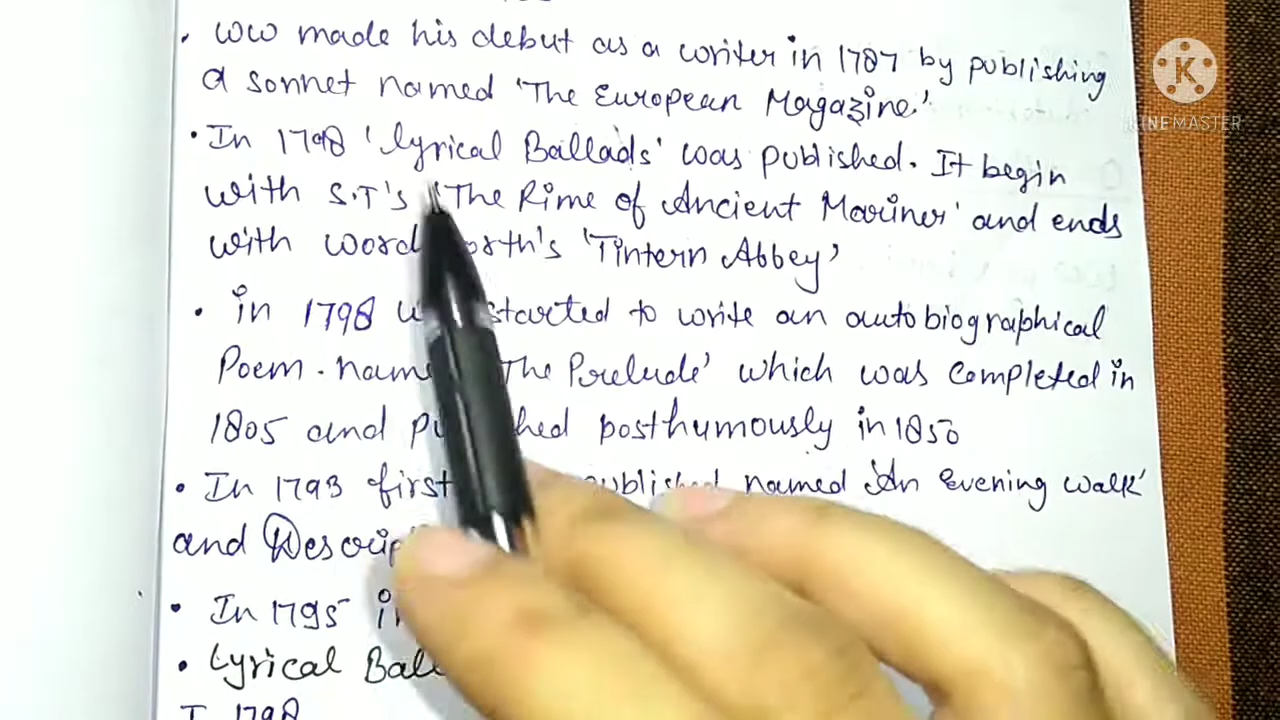 • WW made his debut as a writer in 1787 by publishing
a sonnet named 'The European Magazine'
• In 1798 'Lyrical Ballads' was published. It begin
with S.T's 'The Rime of Ancient Mariner' and ends
with 'Tintern Abbey'
• in 1798 started to write an autobiographical
Poem. 'The Prelude' which was completed in
1805 and posthumously in 1850
• In 1793 first named 'An Evening Walk'
and
• In 1795
• Lyrical
1798
K
KINEMASTER